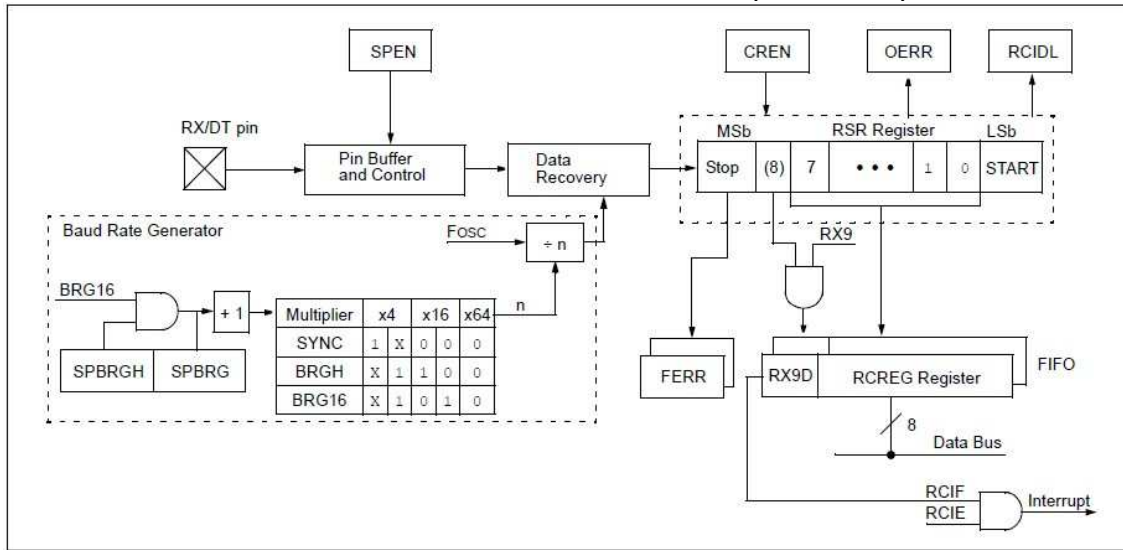 SPEN
CREN
OERR
RCIDL
RX/DT pin
MSb
RSR Register
LSb
Pin Buffer
and Control
Data
Recovery
Stop (8) 7 • • • 1 0 START
Baud Rate Generator
FOSC
÷ n
RX9
BRG16
+ 1
n
Multiplier x4 x16 x64
SYNC 1 X 0 0 0
BRGH X 1 1 0 0
BRG16 X 1 0 1 0
SPBRGH SPBRG
FERR
RX9D
RCREG Register
FIFO
8
Data Bus
RCIF
RCIE
Interrupt